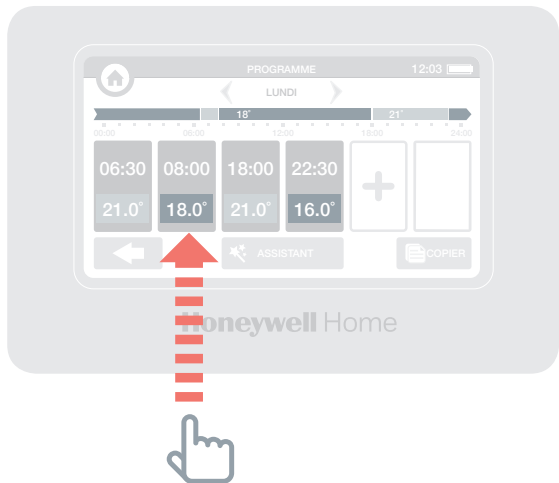 PROGRAMME 12:03
LUNDI
18° 21°
00:00 06:00 12:00 18:00 24:00
06:30 08:00 18:00 22:30
21.0° 18.0° 21.0° 16.0°
ASSISTANT COPIER
Honeywell Home